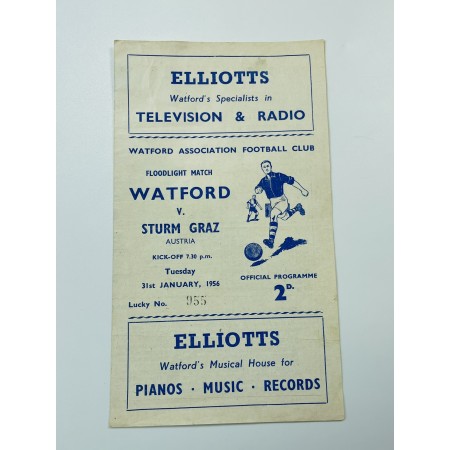 ELLIOTTS
Watford's Specialists in
TELEVISION & RADIO
WATFORD ASSOCIATION FOOTBALL CLUB
FLOODLIGHT MATCH
WATFORD
V.
STURM GRAZ
AUSTRIA
KICK-OFF 7.30 p.m.
Tuesday
31st JANUARY, 1956
Lucky No. 955
OFFICIAL PROGRAMME
2D.
ELLIOTTS
Watford's Musical House for
PIANOS · MUSIC · RECORDS